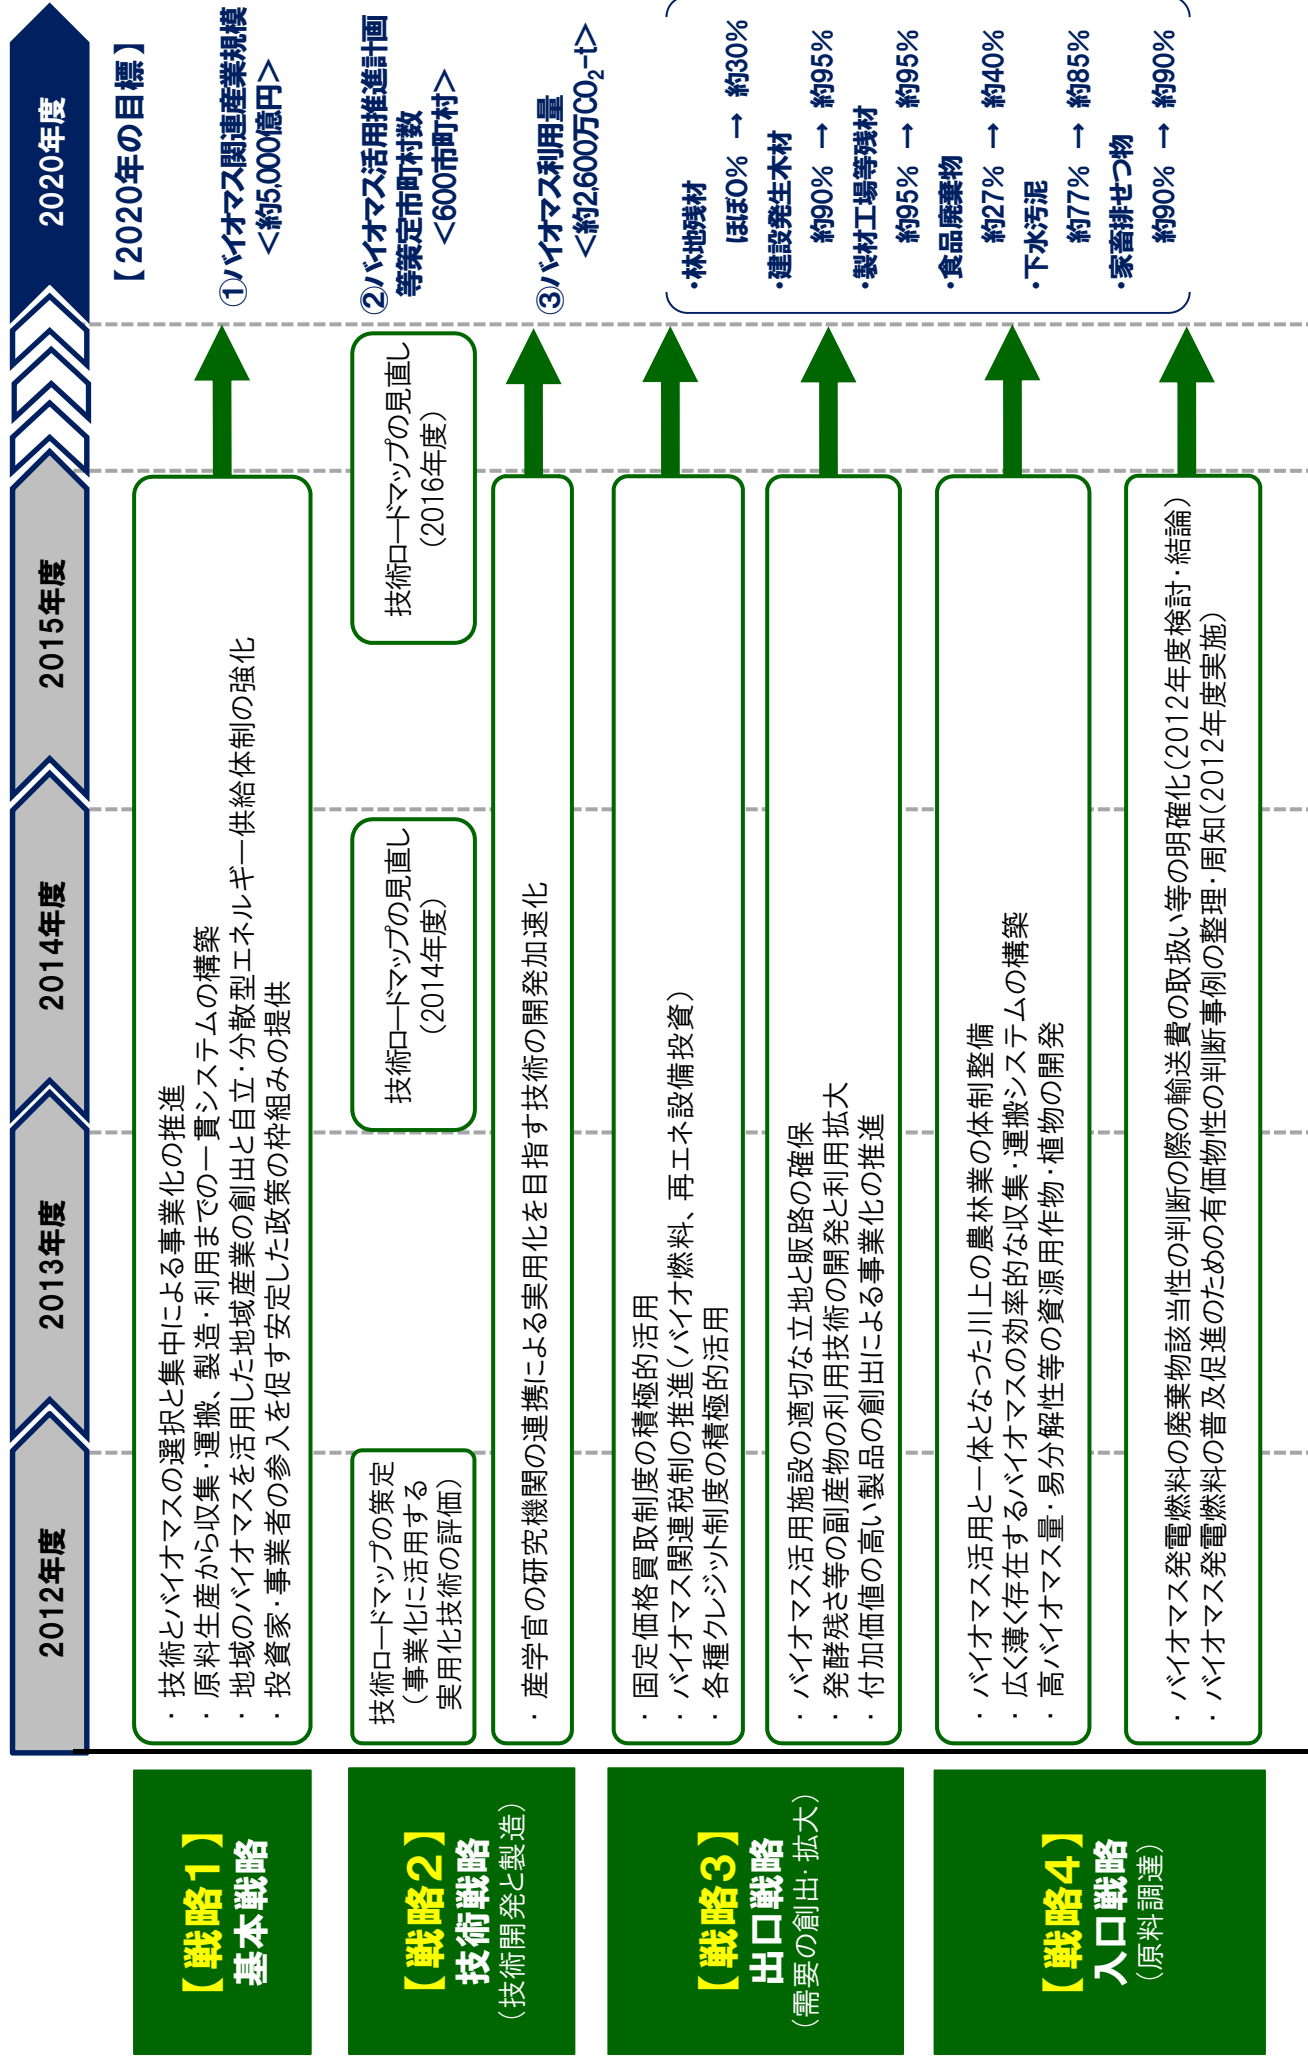 2012年度
2013年度
2014年度
2015年度
2020年度
【戦略1】
基本戦略
・技術とバイオマスの選択と集中による事業化の推進
・原料生産から収集・運搬、製造・利用までの一貫システムの構築
・地域のバイオマスを活用した地域産業の創出と自立・分散型エネルギー供給体制の強化
・投資家・事業者の参入を促す安定した政策の枠組みの提供
【戦略2】
技術戦略
（技術開発と製造）
技術ロードマップの策定
（事業化に活用する
実用化技術の評価）
技術ロードマップの見直し
（2014年度）
技術ロードマップの見直し
（2016年度）
・産学官の研究機関の連携による実用化を目指す技術の開発加速化
【戦略3】
出口戦略
（需要の創出・拡大）
・固定価格買取制度の積極的活用
・バイオマス関連税制の推進（バイオ燃料、再エネ設備投資）
・各種クレジット制度の積極的活用
・バイオマス活用施設の適切な立地と販路の確保
・発酵残さ等の副産物の利用技術の開発と利用拡大
・付加価値の高い製品の創出による事業化の推進
【戦略4】
入口戦略
（原料調達）
・バイオマス活用と一体となった川上の農林業の体制整備
・広く薄く存在するバイオマスの効率的な収集・運搬システムの構築
・高バイオマス量・易分解性等の資源用作物・植物の開発
・バイオマス発電燃料の廃棄物該当性の判断の際の輸送費の取扱い等の明確化（2012年度検討・結論）
・バイオマス発電燃料の普及促進のための有価物性の判断事例の整理・周知（2012年度実施）
【2020年の目標】
①バイオマス関連産業規模
＜約5,000億円＞
②バイオマス活用推進計画
等策定市町村数
＜600市町村＞
③バイオマス利用量
＜約2,600万CO₂-t＞
・林地残材
ほぼ0% → 約30%
・建設発生木材
約90% → 約95%
・製材工場等残材
約95% → 約95%
・食品廃棄物
約27% → 約40%
・下水汚泥
約77% → 約85%
・家畜排せつ物
約90% → 約90%